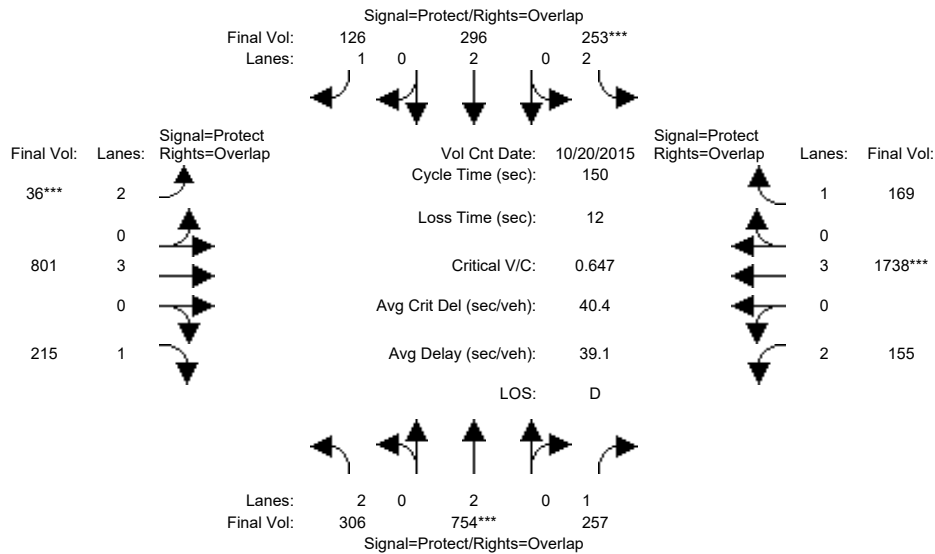 Signal=Protect/Rights=Overlap
Final Vol: 126 296 253***
Lanes: 1 0 2 0 2
Signal=Protect
Final Vol: Lanes: Rights=Overlap
Vol Cnt Date: 10/20/2015
Signal=Protect
Rights=Overlap Lanes: Final Vol:
Cycle Time (sec): 150
36*** 2
1 169
Loss Time (sec): 12
0
0
801 3
Critical V/C: 0.647
3 1738***
0
Avg Crit Del (sec/veh): 40.4
0
215 1
Avg Delay (sec/veh): 39.1
2 155
LOS: D
Lanes: 2 0 2 0 1
Final Vol: 306 754*** 257
Signal=Protect/Rights=Overlap